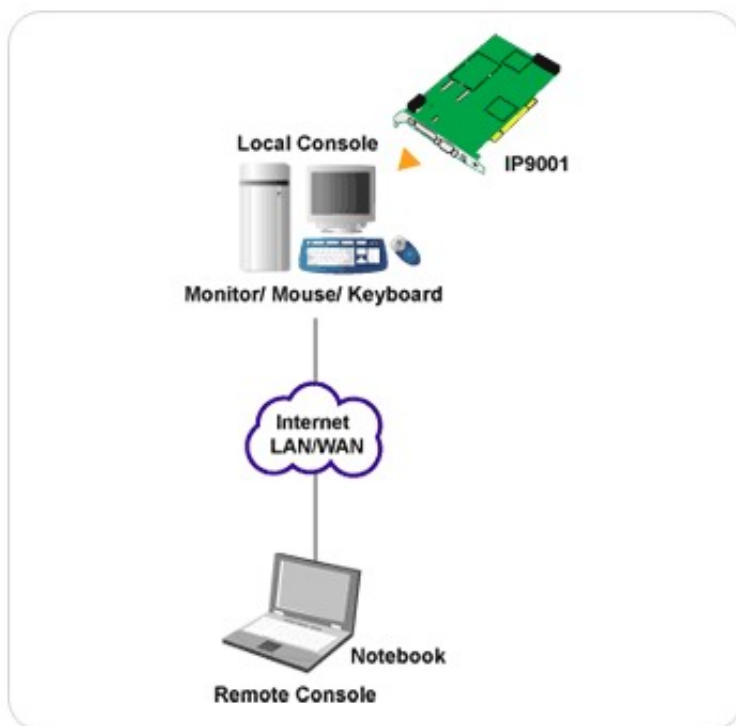 Local Console
IP9001
Monitor/ Mouse/ Keyboard
Internet
LAN/WAN
Notebook
Remote Console